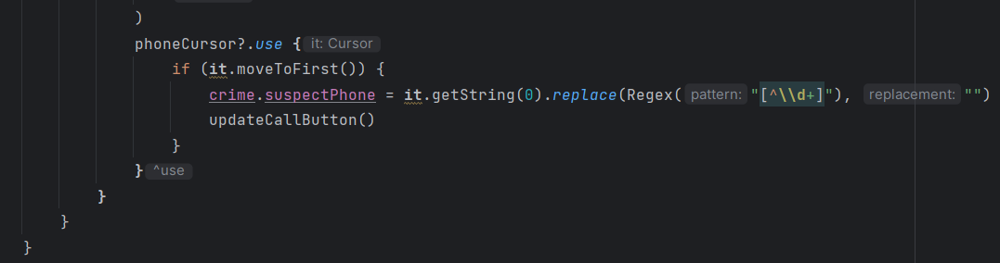 )
phoneCursor?.use { it: Cursor
if (it.moveToFirst()) {
crime.suspectPhone = it.getString(0).replace(Regex( pattern: "[^\\d+]"), replacement: "")
updateCallButton()
}
} ^use
}
}
}